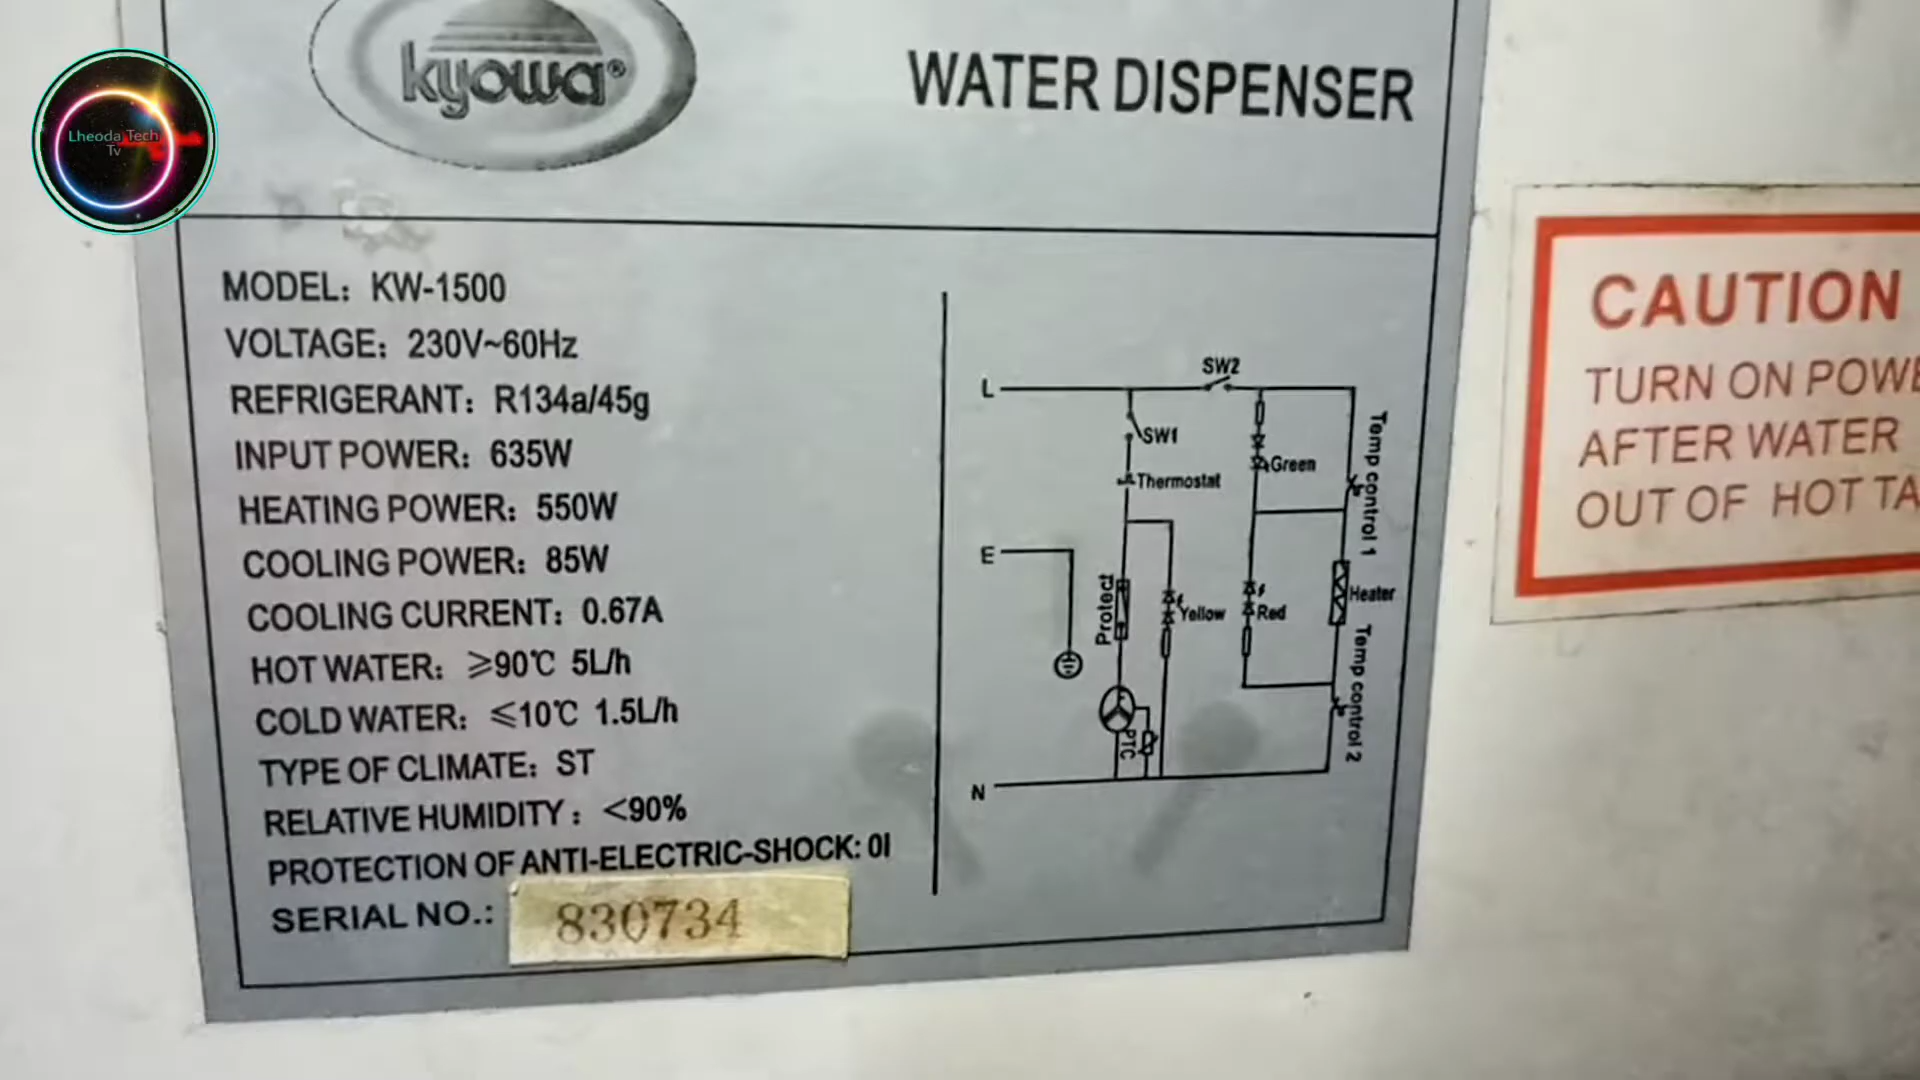 Lheoda Tech
Tv
kyowa®
WATER DISPENSER
MODEL: KW-1500
VOLTAGE: 230V~60Hz
REFRIGERANT: R134a/45g
INPUT POWER: 635W
HEATING POWER: 550W
COOLING POWER: 85W
COOLING CURRENT: 0.67A
HOT WATER: ≥90℃ 5L/h
COLD WATER: ≤10℃ 1.5L/h
TYPE OF CLIMATE: ST
RELATIVE HUMIDITY: <90%
PROTECTION OF ANTI-ELECTRIC-SHOCK: 0I
SERIAL NO.: 830734
L
SW2
SW1
Thermostat
Green
Temp control 1
E
Protect
Yellow
Red
Heater
Temp control 2
PTC
N
CAUTION
TURN ON POWE
AFTER WATER
OUT OF HOT TA